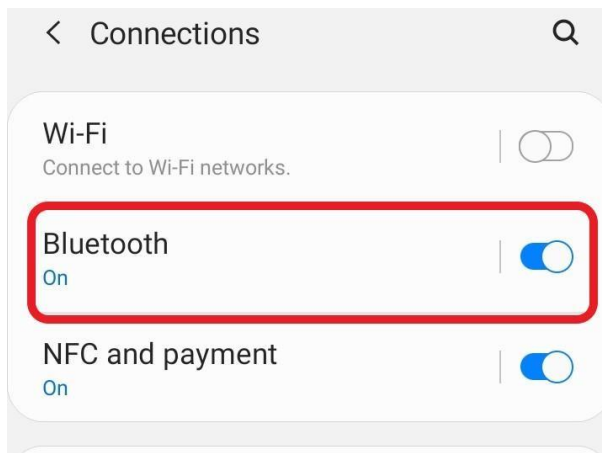 Connections
Wi-Fi
Connect to Wi-Fi networks.
Bluetooth
On
NFC and payment
On